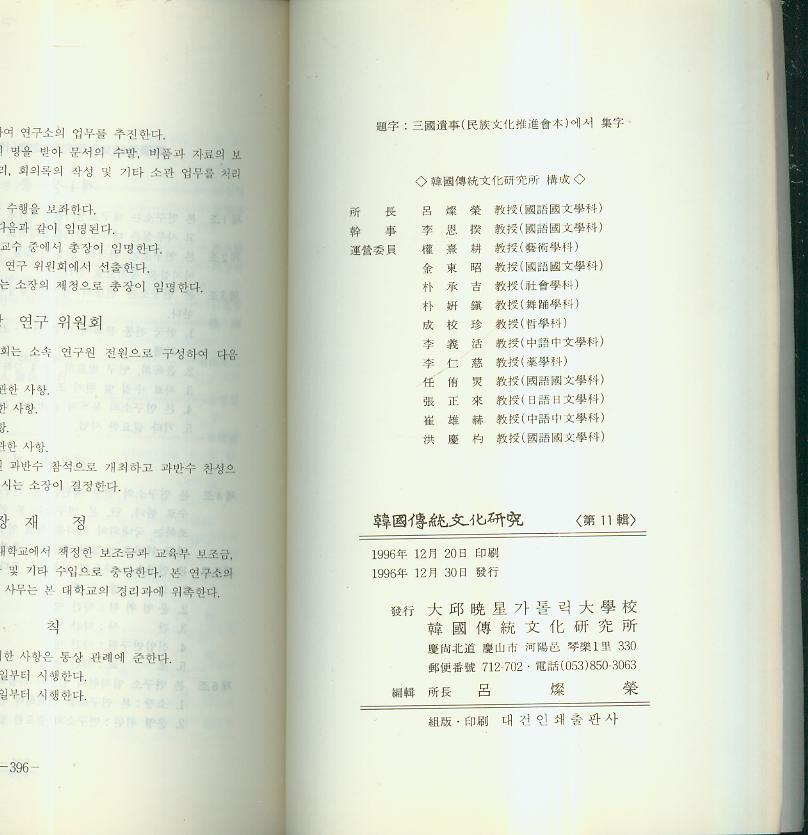 하여 연구소의 업무를 추진한다.
명을 받아 문서의 수발, 비품과 자료의 보
리, 회의록의 작성 및 기타 소관 업무를 처리
수행을 보좌한다.
다음과 같이 임명된다.
교수 중에서 총장이 임명한다.
연구 위원회에서 선출한다.
는 소장의 제청으로 총장이 임명한다.
연구 위원회
회는 소속 연구원 전원으로 구성하여 다음
관한 사항.
한 사항.
항.
관한 사항.
과반수 참석으로 개최하고 과반수 찬성으
시는 소장이 결정한다.
장 재 정
대학교에서 책정한 보조금과 교육부 보조금,
및 기타 수입으로 충당한다. 본 연구소의
사무는 본 대학교의 경리과에 위촉한다.
칙
한 사항은 통상 관례에 준한다.
일부터 시행한다.
일부터 시행한다.
－396－
題字 : 三國遺事(民族文化推進會本)에서 集字
◇ 韓國傳統文化硏究所 構成 ◇
所 長 呂 燦 榮 敎授(國語國文學科)
幹 事 李 恩 揆 敎授(國語國文學科)
運營委員 權 熹 耕 敎授(藝術學科)
金 東 昭 敎授(國語國文學科)
朴 承 吉 敎授(社會學科)
朴 姸 鎭 敎授(舞踊學科)
成 校 珍 敎授(哲學科)
李 義 活 敎授(中語中文學科)
李 仁 慈 敎授(藥學科)
任 侑 炅 敎授(國語國文學科)
張 正 來 敎授(日語日文學科)
崔 雄 赫 敎授(中語中文學科)
洪 慶 杓 敎授(國語國文學科)
韓國傳統文化硏究 〈第 11 輯〉
1996年 12月 20日 印刷
1996年 12月 30日 發行
發行 大邱曉星가톨릭大學校
韓國傳統文化硏究所
慶尙北道 慶山市 河陽邑 琴樂1里 330
郵便番號 712-702 · 電話(053)850-3063
編輯 所長 呂 燦 榮
組版 · 印刷 대건인쇄출판사